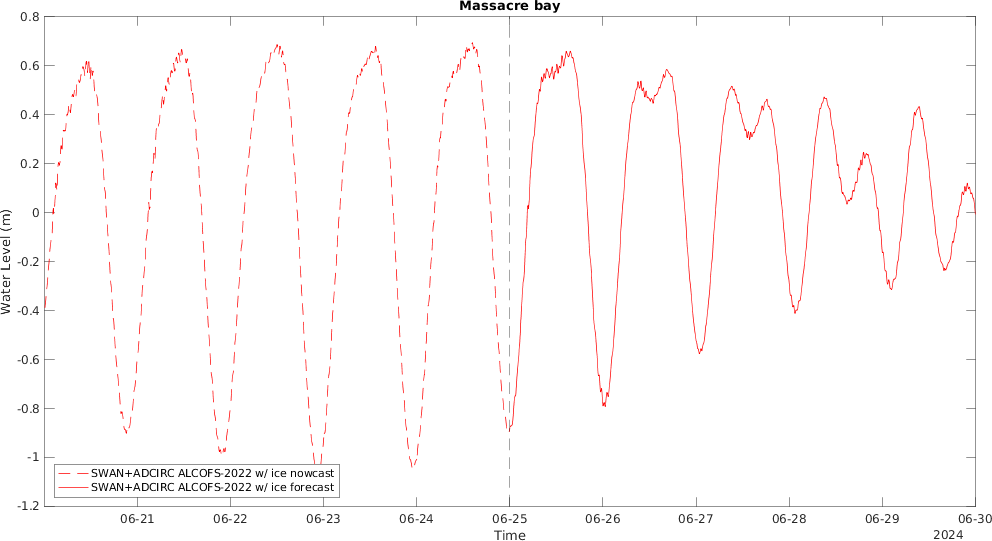 Massacre bay
0.8
0.6
0.4
0.2
0
-0.2
-0.4
-0.6
-0.8
-1
-1.2
Water Level (m)
SWAN+ADCIRC ALCOFS-2022 w/ ice nowcast
SWAN+ADCIRC ALCOFS-2022 w/ ice forecast
06-21 06-22 06-23 06-24 06-25 06-26 06-27 06-28 06-29 06-30
Time
2024